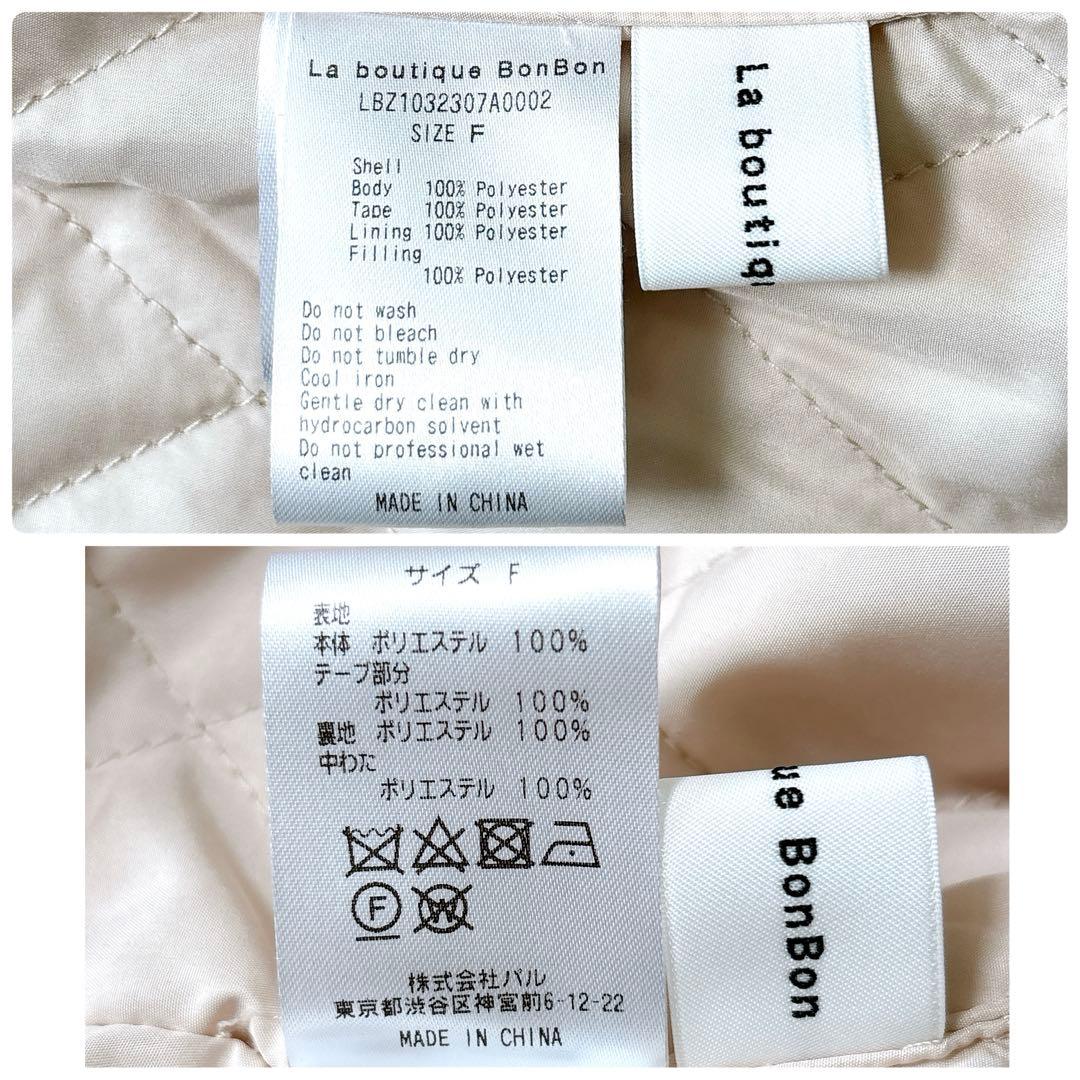 La boutique BonBon
LBZ1032307A0002
SIZE F
Shell
Body 100% Polyester
Tape 100% Polyester
Lining 100% Polyester
Filling
100% Polyester
Do not wash
Do not bleach
Do not tumble dry
Cool iron
Gentle dry clean with
hydrocarbon solvent
Do not professional wet
clean
MADE IN CHINA
La boutiqu
サイズ F
表地
本体 ポリエステル 100%
テープ部分
ポリエステル 100%
裏地 ポリエステル 100%
中わた
ポリエステル 100%
F
W
株式会社パル
東京都渋谷区神宮前6-12-22
MADE IN CHINA
ue BonBon